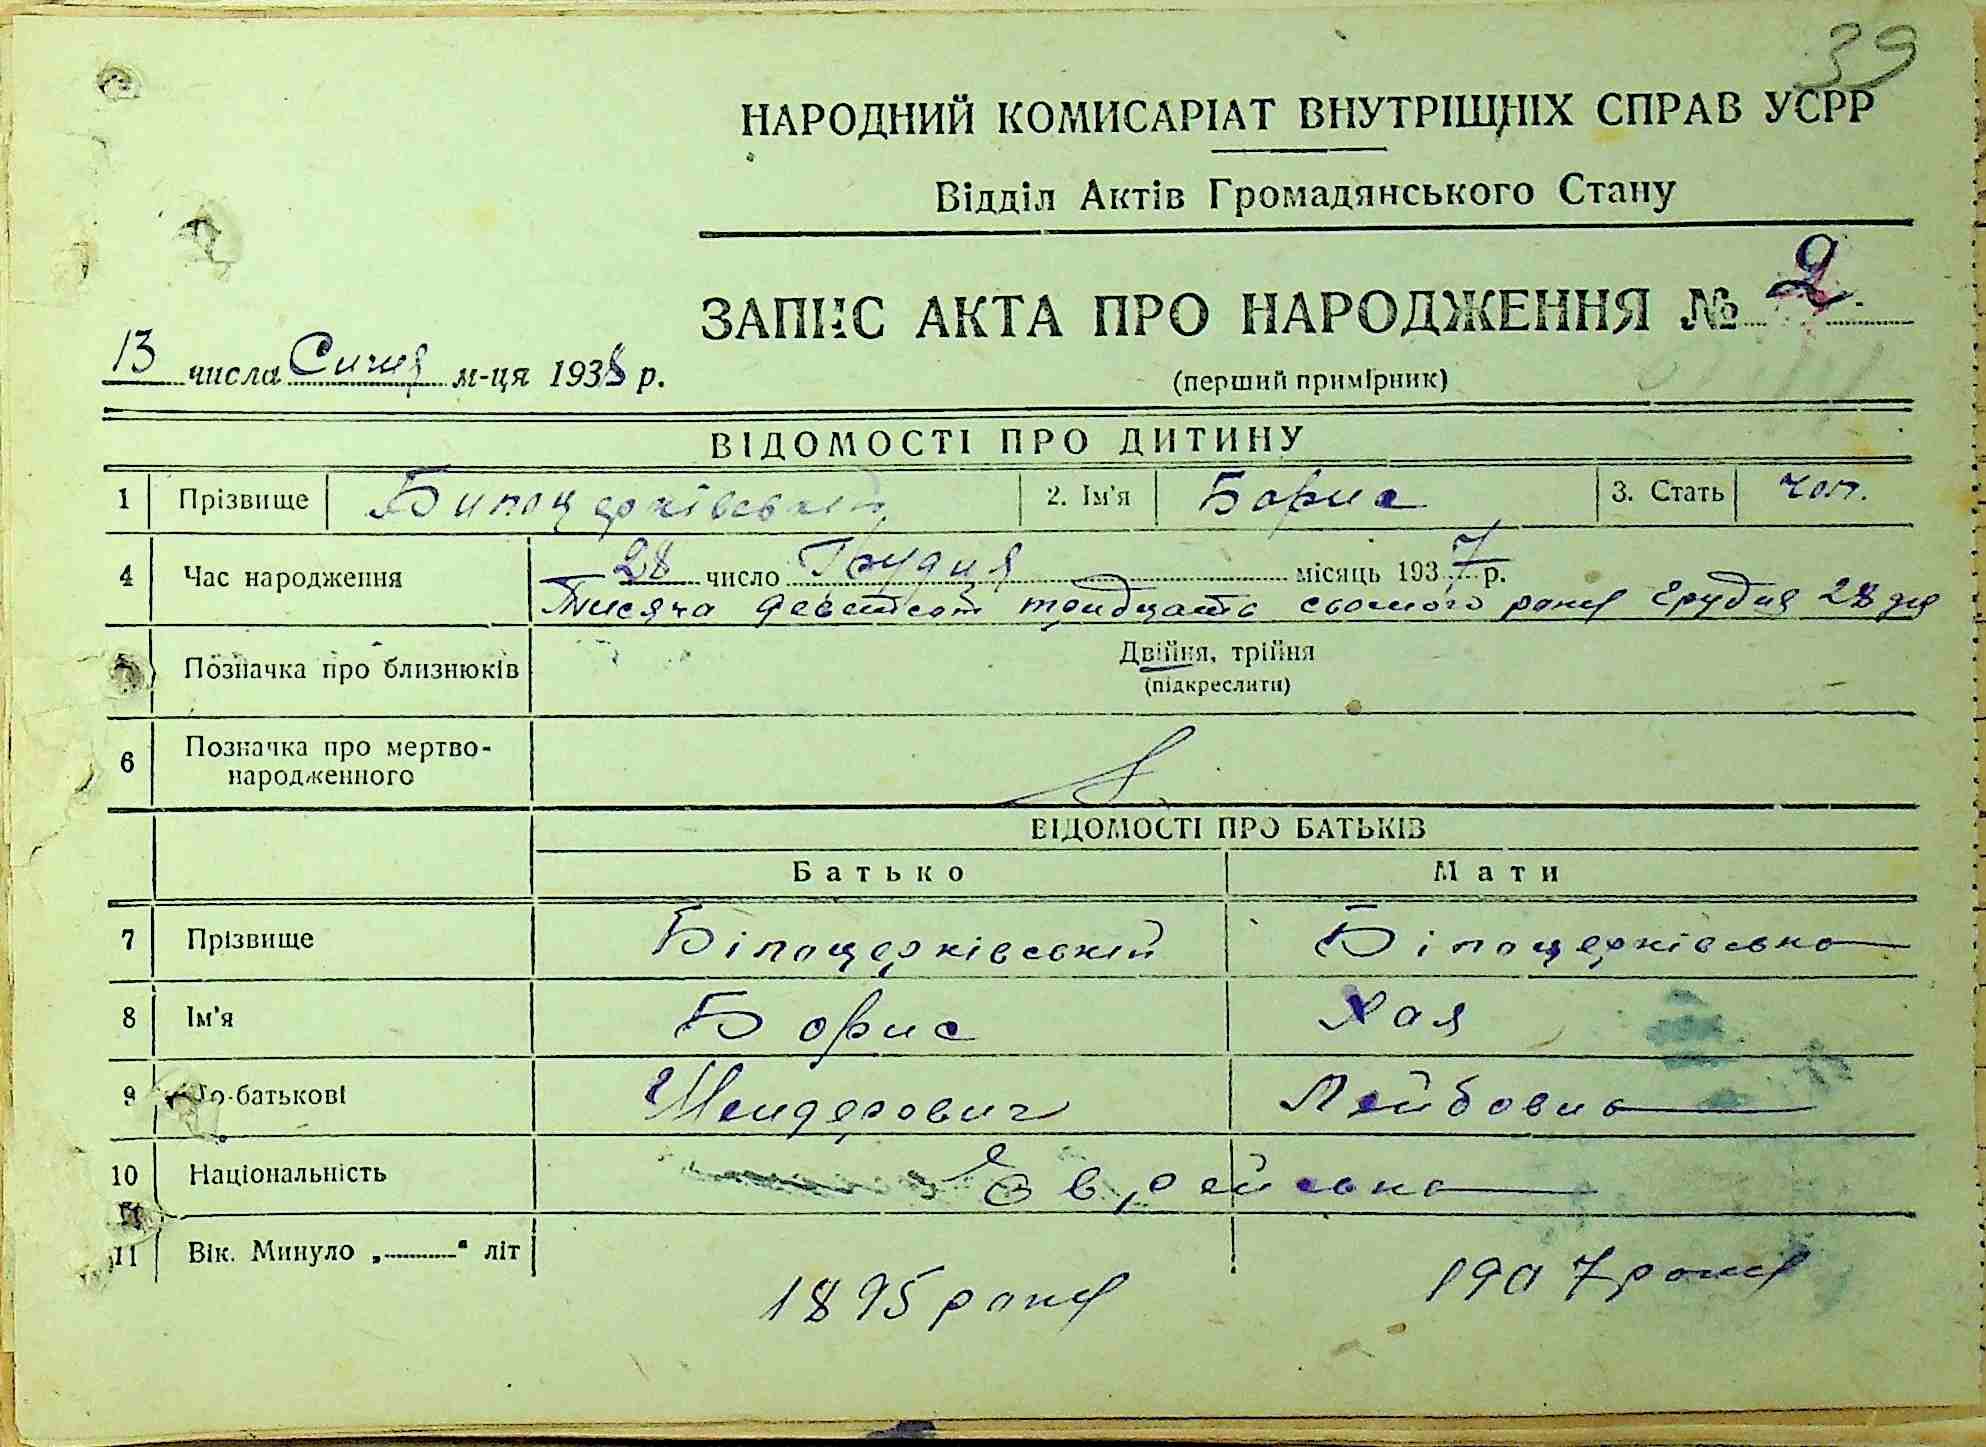 39
НАРОДНИЙ КОМИСАРІАТ ВНУТРІШНІХ СПРАВ УСРР
Відділ Актів Громадянського Стану
ЗАПИС АКТА ПРО НАРОДЖЕННЯ № 2
13 числа Січня м-ця 1938 р.
(перший примірник)
ВІДОМОСТІ ПРО ДИТИНУ
1 Прізвище Билоцерківський 2. Ім'я Борис 3. Стать чол.
4 Час народження 28 число Грудня місяць 1937 р.
Тисяча девятсот тридцять сьомого року Грудня 28 дня
5 Позначка про близнюків Двійня, трійня
(підкреслити)
6 Позначка про мертво-
народженного
ВІДОМОСТІ ПРО БАТЬКІВ
Батько Мати
7 Прізвище Білоцерківський Білоцерківська
8 Ім'я Борис Хая
9 По-батькові Шендерович Лейбовна
10 Національність Єврейська
11 Вік. Минуло „ “ літ
1895 року 1907 року